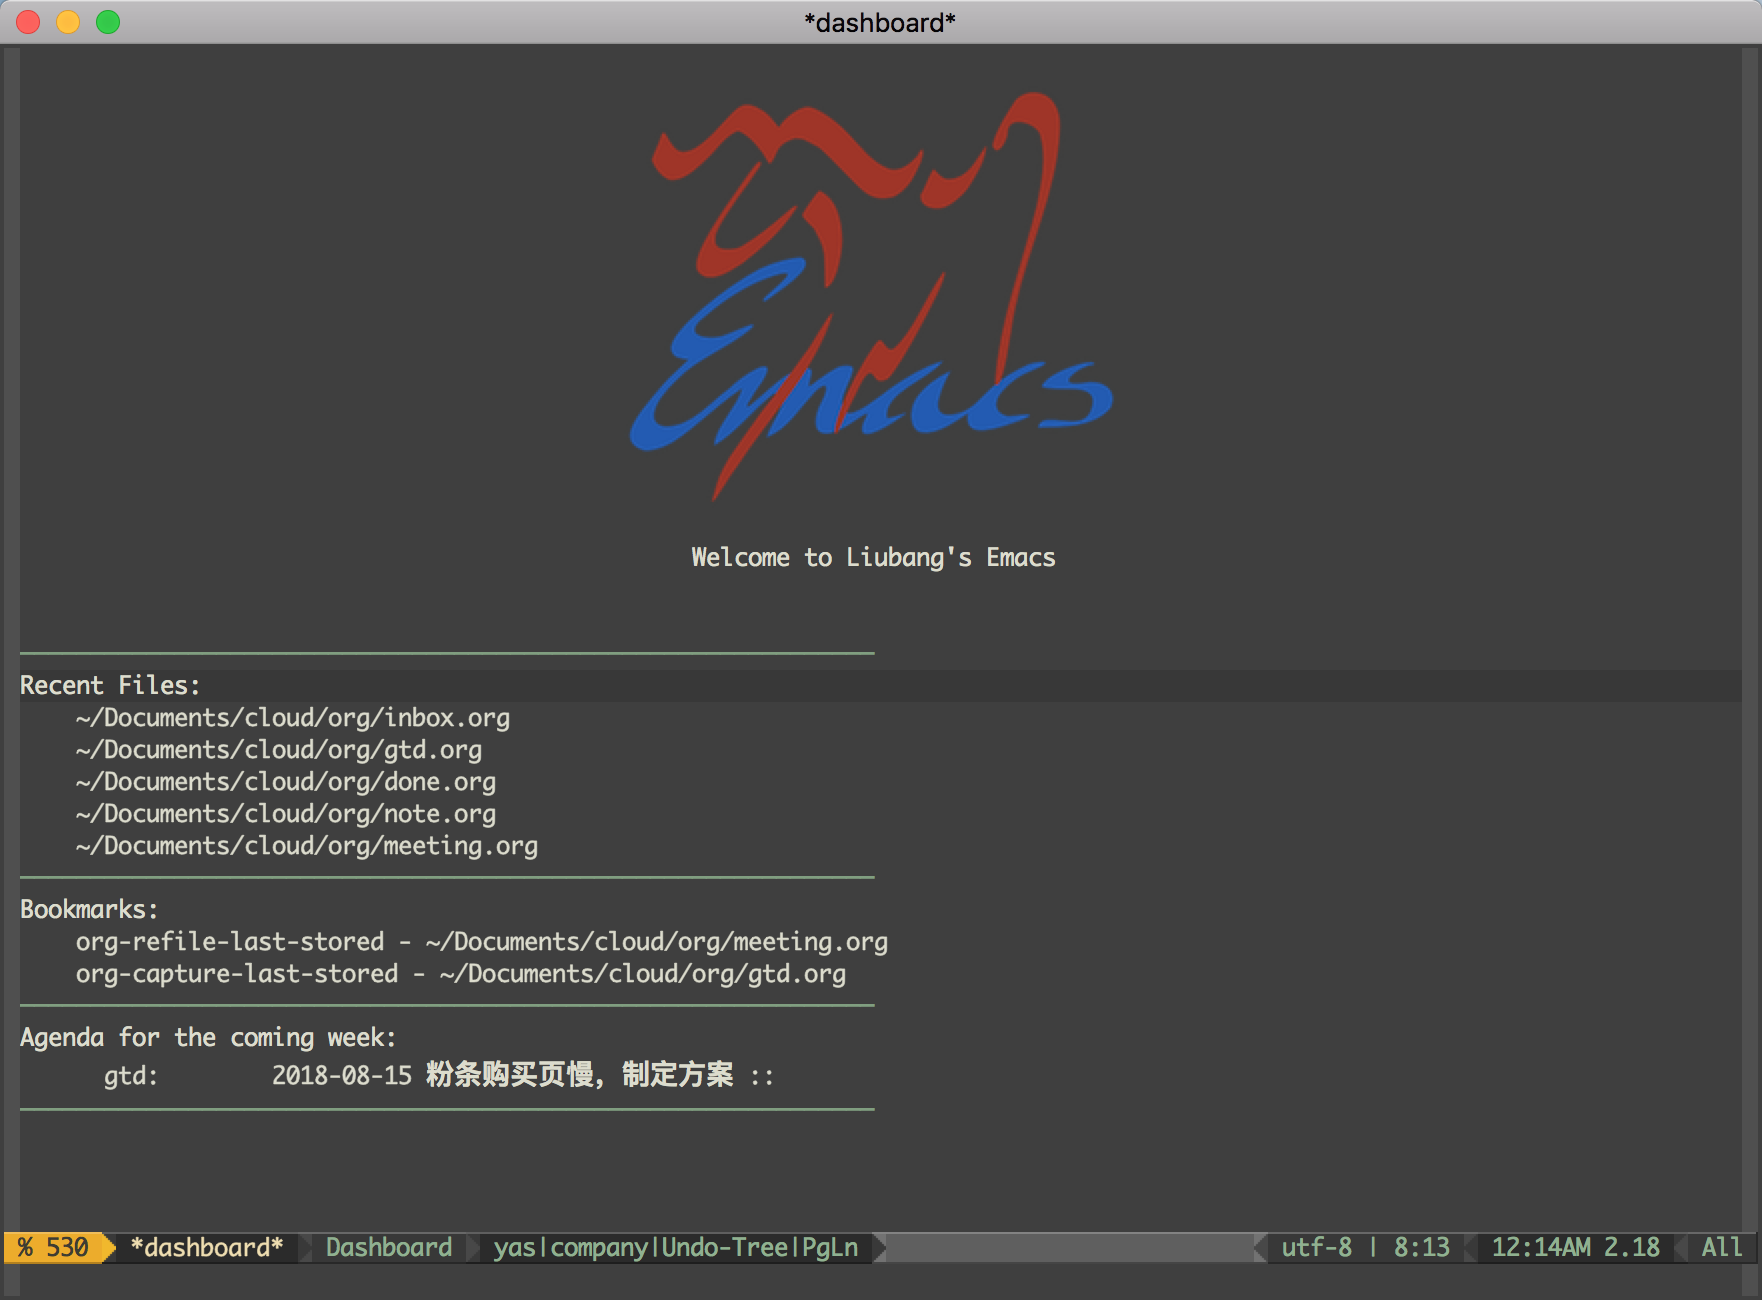 *dashboard*
Emacs
Welcome to Liubang's Emacs
Recent Files:
~/Documents/cloud/org/inbox.org
~/Documents/cloud/org/gtd.org
~/Documents/cloud/org/done.org
~/Documents/cloud/org/note.org
~/Documents/cloud/org/meeting.org
Bookmarks:
org-refile-last-stored - ~/Documents/cloud/org/meeting.org
org-capture-last-stored - ~/Documents/cloud/org/gtd.org
Agenda for the coming week:
gtd: 2018-08-15 粉条购买页慢，制定方案 ::
% 530 *dashboard* Dashboard yas|company|Undo-Tree|PgLn utf-8 | 8:13 12:14AM 2.18 All